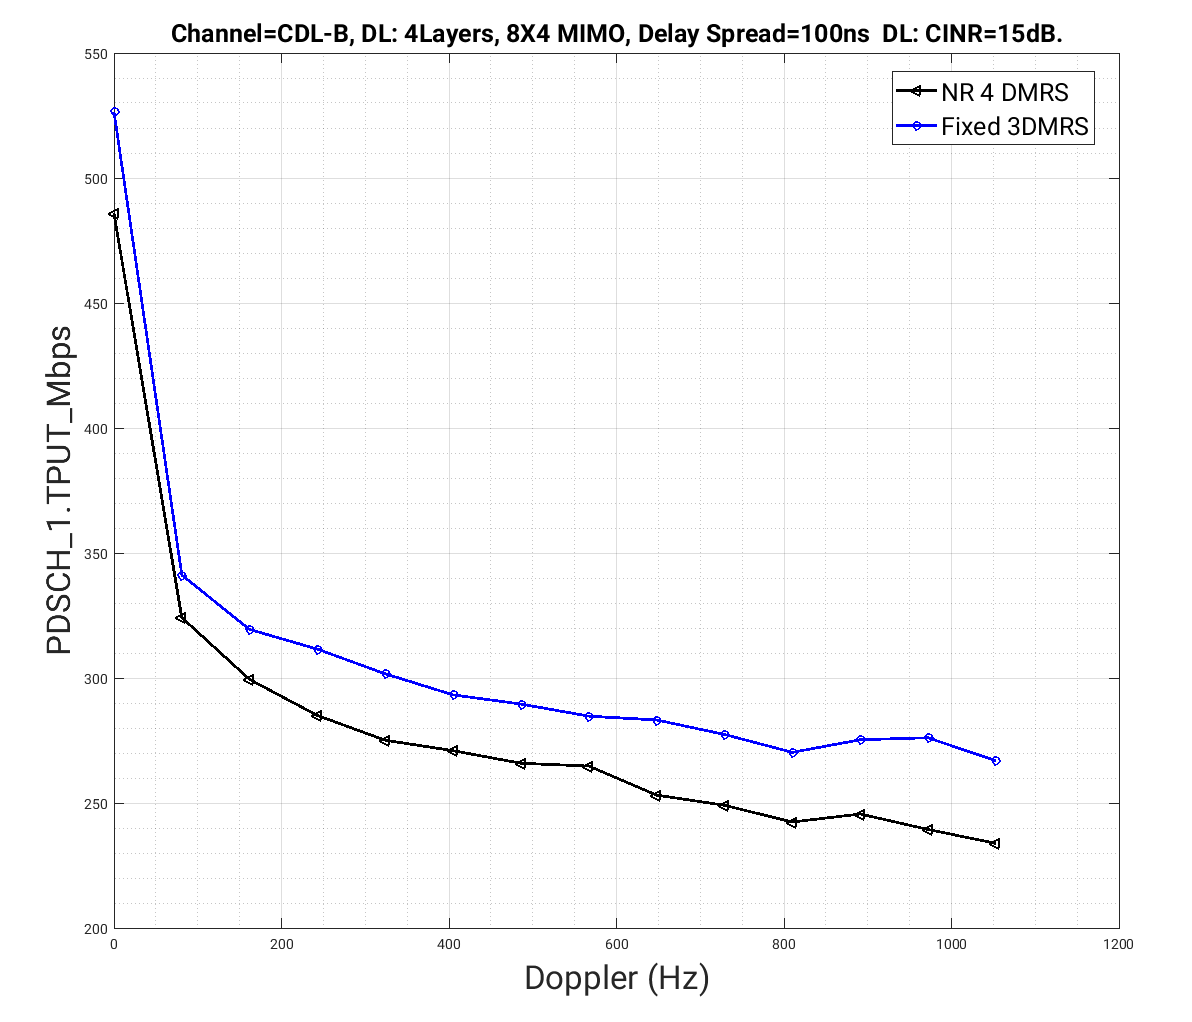 Channel=CDL-B, DL: 4Layers, 8X4 MIMO, Delay Spread=100ns  DL: CINR=15dB.
NR 4 DMRS
Fixed 3DMRS
PDSCH_1.TPUT_Mbps
550
500
450
400
350
300
250
200
0 200 400 600 800 1000 1200
Doppler (Hz)